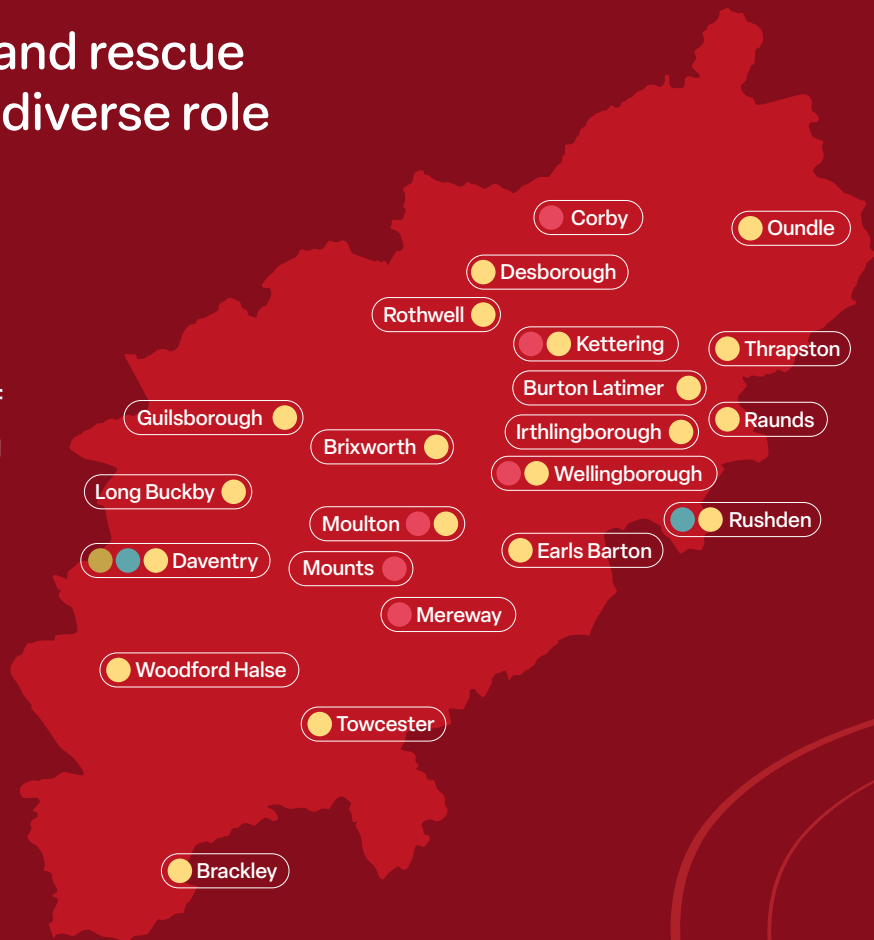 and rescue
diverse role
Corby
Oundle
Desborough
Rothwell
Kettering
Thrapston
Burton Latimer
Guilsborough
Raunds
Irthlingborough
Brixworth
Wellingborough
Long Buckby
Rushden
Moulton
Earls Barton
Daventry
Mounts
Mereway
Woodford Halse
Towcester
Brackley